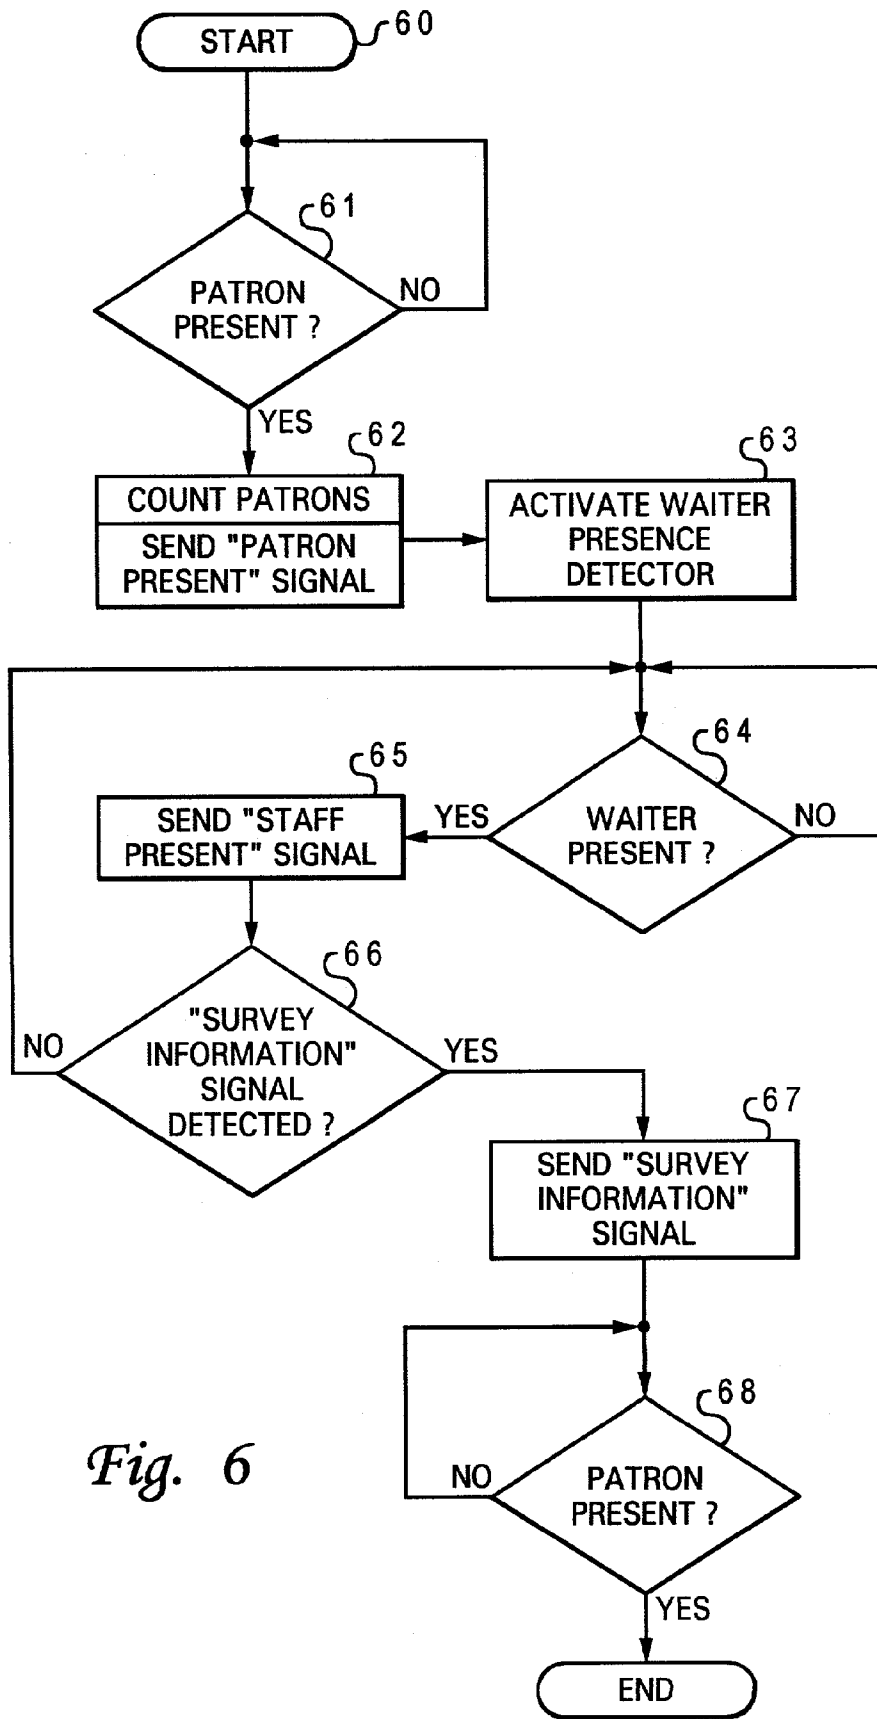 START
60
61
PATRON
PRESENT ?
NO
YES
62
COUNT PATRONS
SEND "PATRON
PRESENT" SIGNAL
63
ACTIVATE WAITER
PRESENCE
DETECTOR
64
WAITER
PRESENT ?
NO
YES
65
SEND "STAFF
PRESENT" SIGNAL
66
"SURVEY
INFORMATION"
SIGNAL
DETECTED ?
NO
YES
67
SEND "SURVEY
INFORMATION"
SIGNAL
68
PATRON
PRESENT ?
NO
YES
END
Fig. 6